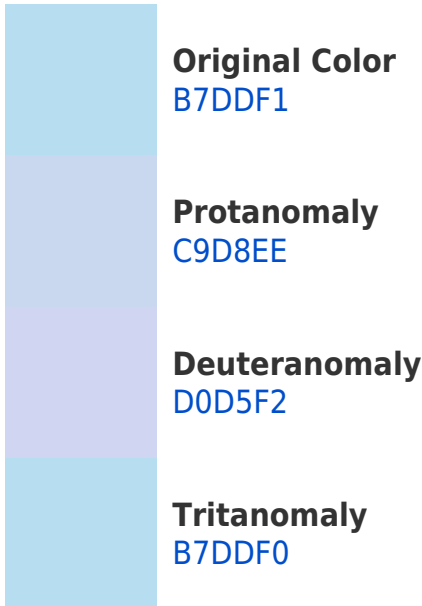 Original Color
B7DDF1
Protanomaly
C9D8EE
Deuteranomaly
D0D5F2
Tritanomaly
B7DDF0